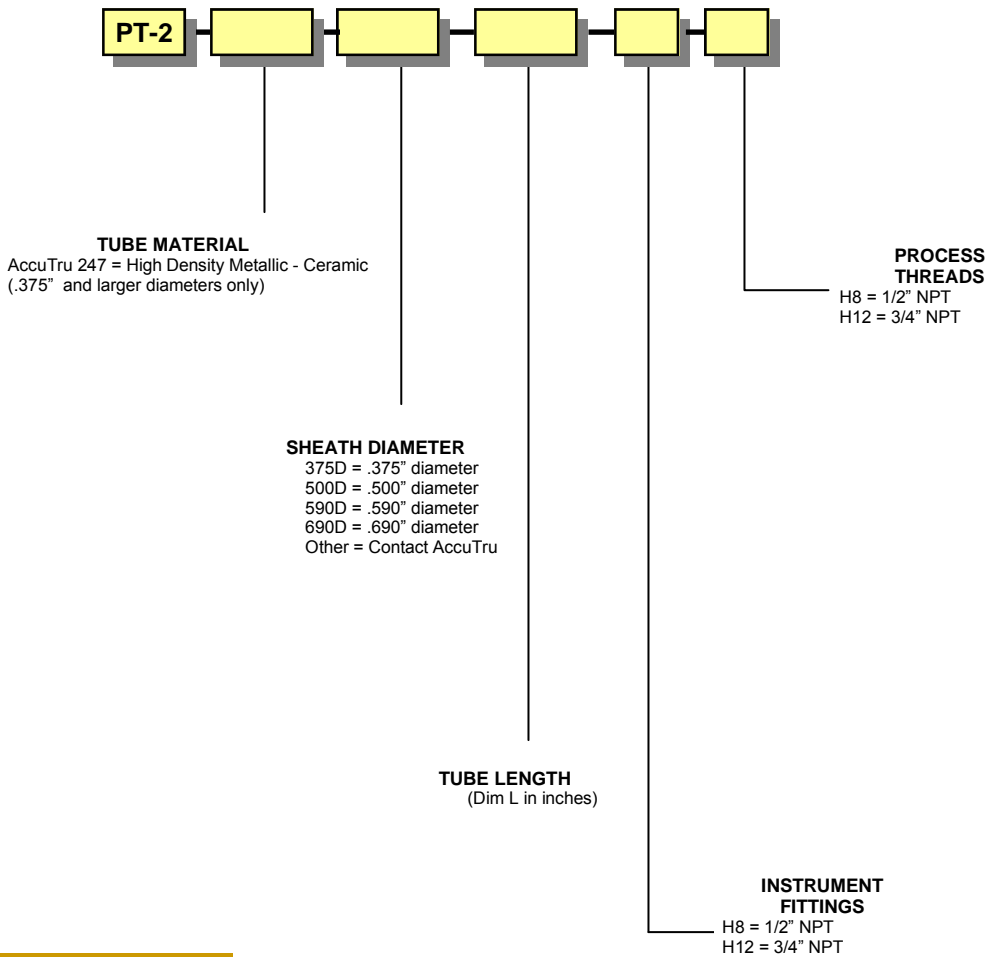 PT-2
TUBE MATERIAL
AccuTru 247 = High Density Metallic - Ceramic
(.375” and larger diameters only)
PROCESS
THREADS
H8 = 1/2” NPT
H12 = 3/4” NPT
SHEATH DIAMETER
375D = .375” diameter
500D = .500” diameter
590D = .590” diameter
690D = .690” diameter
Other = Contact AccuTru
TUBE LENGTH
(Dim L in inches)
INSTRUMENT
FITTINGS
H8 = 1/2” NPT
H12 = 3/4” NPT